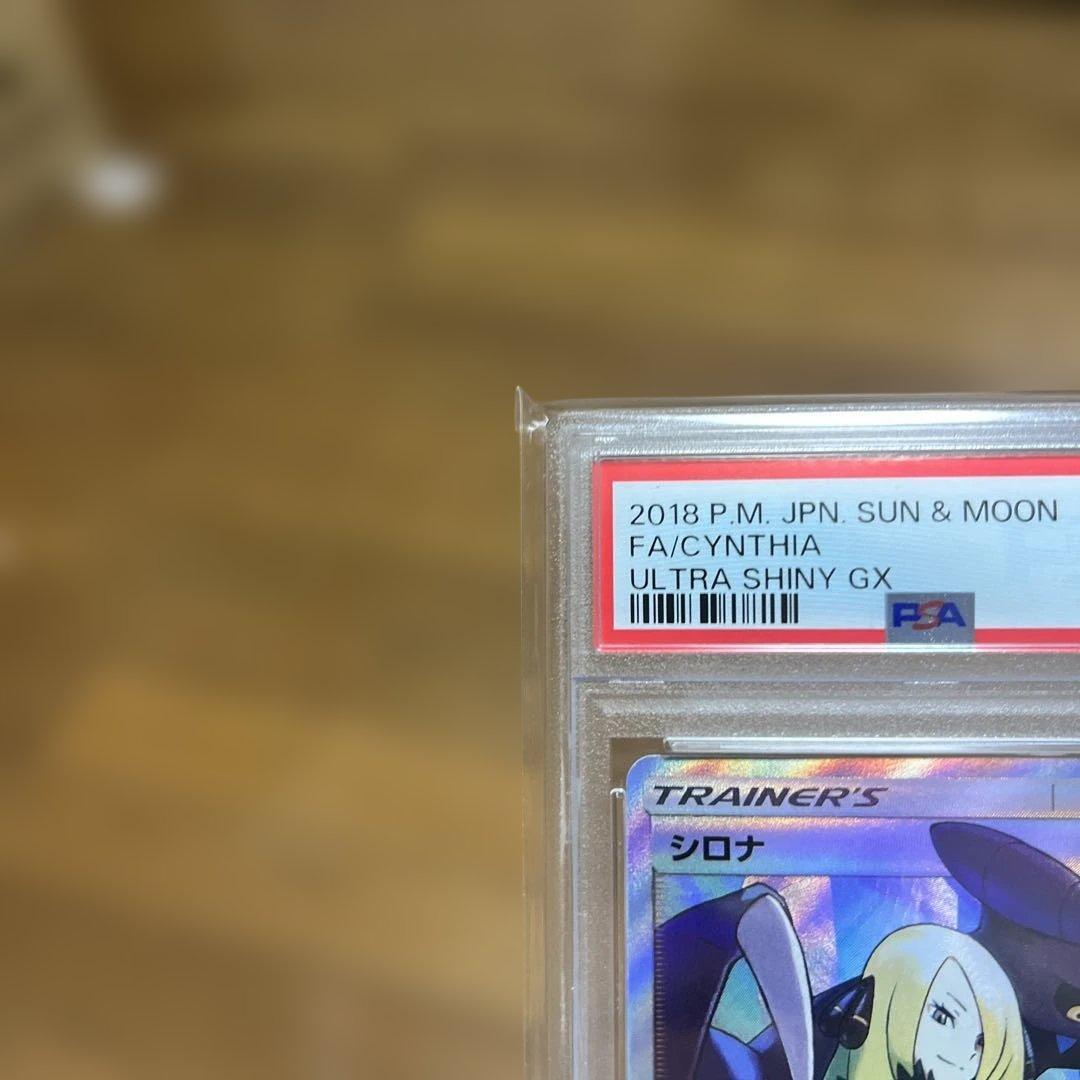 2018 P.M. JPN. SUN & MOON
FA/CYNTHIA
ULTRA SHINY GX
PSA
TRAINER'S
シロナ